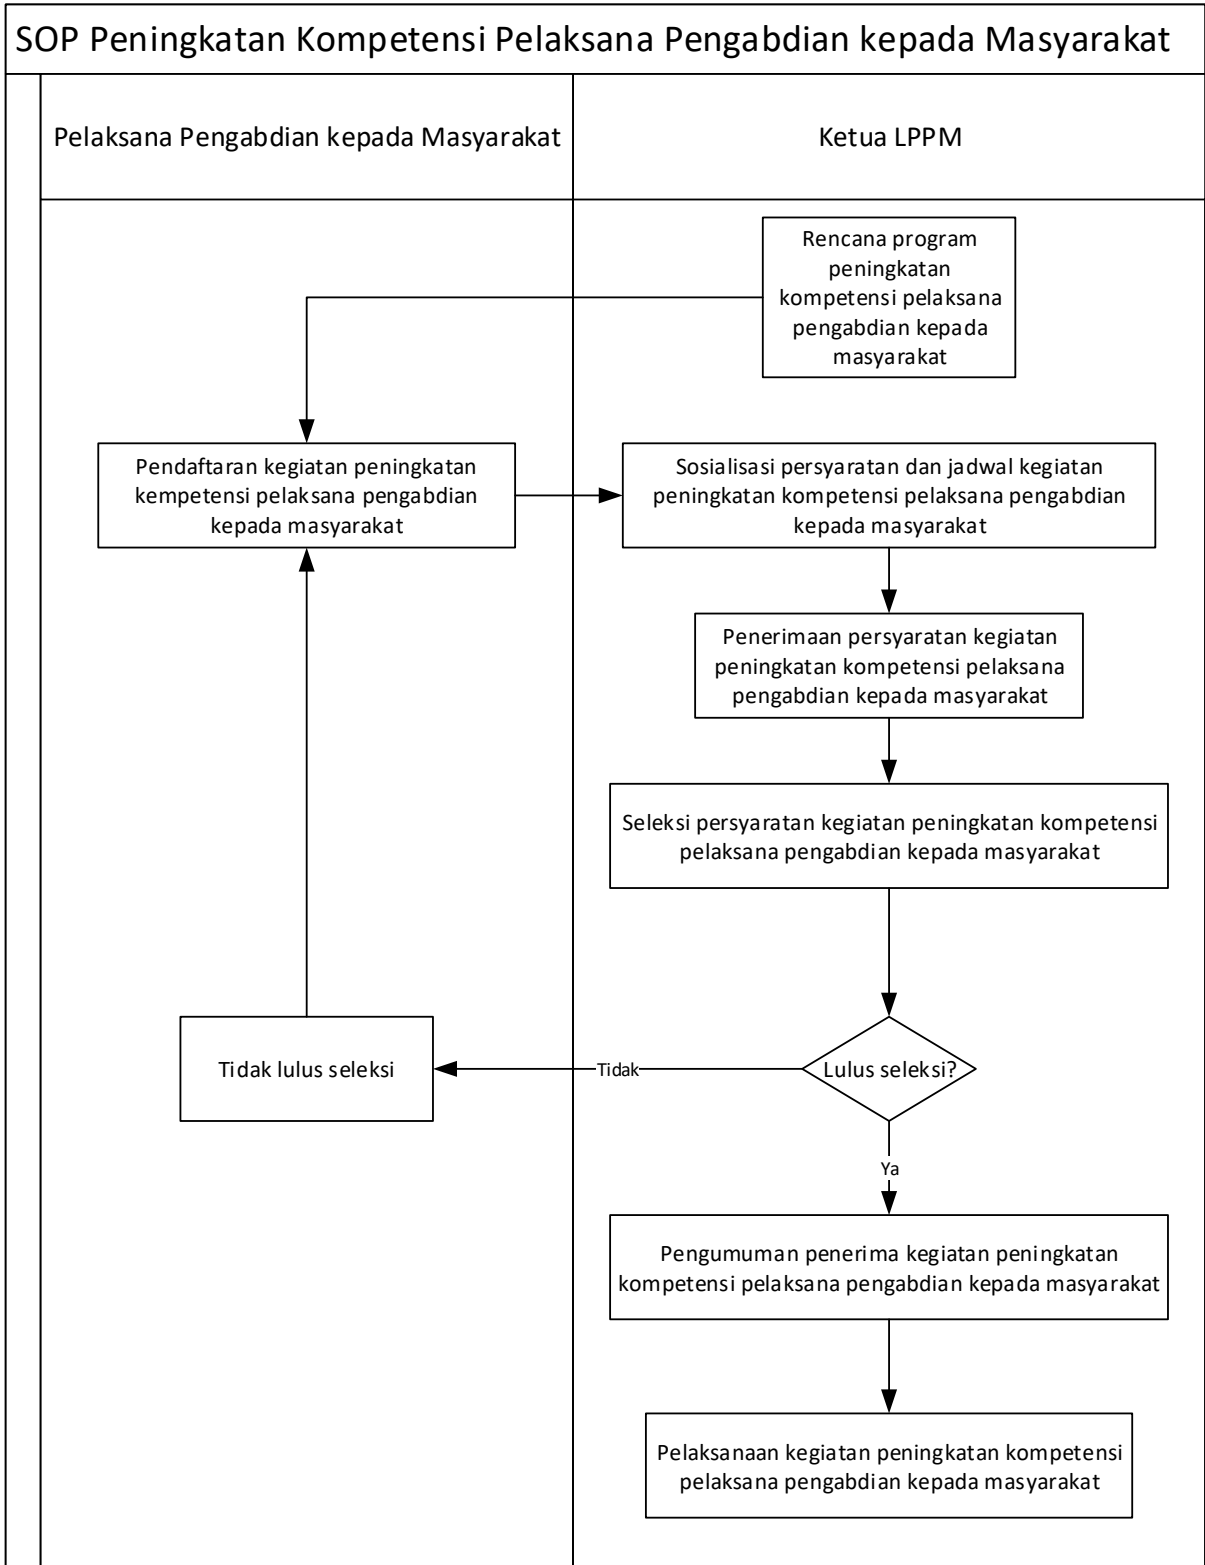 SOP Peningkatan Kompetensi Pelaksana Pengabdian kepada Masyarakat
Pelaksana Pengabdian kepada Masyarakat
Ketua LPPM
Rencana program
peningkatan
kompetensi pelaksana
pengabdian kepada
masyarakat
Pendaftaran kegiatan peningkatan
kempetensi pelaksana pengabdian
kepada masyarakat
Sosialisasi persyaratan dan jadwal kegiatan
peningkatan kompetensi pelaksana pengabdian
kepada masyarakat
Penerimaan persyaratan kegiatan
peningkatan kompetensi pelaksana
pengabdian kepada masyarakat
Seleksi persyaratan kegiatan peningkatan kompetensi
pelaksana pengabdian kepada masyarakat
Tidak lulus seleksi
Tidak
Lulus seleksi?
Ya
Pengumuman penerima kegiatan peningkatan
kompetensi pelaksana pengabdian kepada masyarakat
Pelaksanaan kegiatan peningkatan kompetensi
pelaksana pengabdian kepada masyarakat